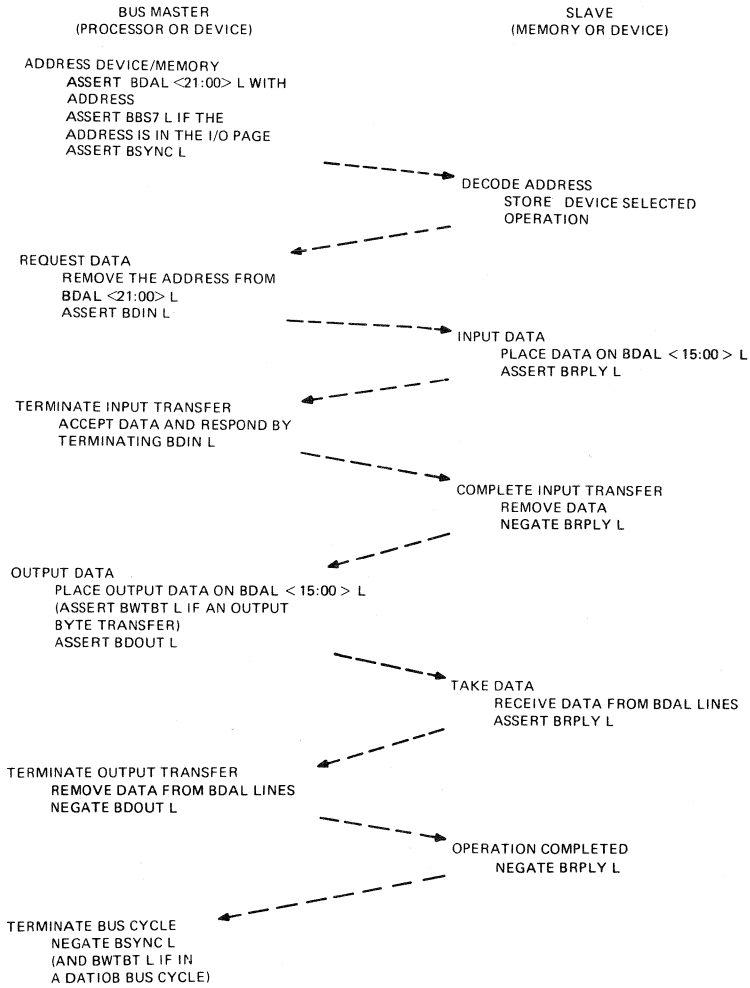 BUS MASTER
(PROCESSOR OR DEVICE)
SLAVE
(MEMORY OR DEVICE)
ADDRESS DEVICE/MEMORY
ASSERT BDAL <21:00> L WITH
ADDRESS
ASSERT BBS7 L IF THE
ADDRESS IS IN THE I/O PAGE
ASSERT BSYNC L
DECODE ADDRESS
STORE DEVICE SELECTED
OPERATION
REQUEST DATA
REMOVE THE ADDRESS FROM
BDAL <21:00> L
ASSERT BDIN L
INPUT DATA
PLACE DATA ON BDAL < 15:00 > L
ASSERT BRPLY L
TERMINATE INPUT TRANSFER
ACCEPT DATA AND RESPOND BY
TERMINATING BDIN L
COMPLETE INPUT TRANSFER
REMOVE DATA
NEGATE BRPLY L
OUTPUT DATA
PLACE OUTPUT DATA ON BDAL < 15:00 > L
(ASSERT BWTBT L IF AN OUTPUT
BYTE TRANSFER)
ASSERT BDOUT L
TAKE DATA
RECEIVE DATA FROM BDAL LINES
ASSERT BRPLY L
TERMINATE OUTPUT TRANSFER
REMOVE DATA FROM BDAL LINES
NEGATE BDOUT L
OPERATION COMPLETED
NEGATE BRPLY L
TERMINATE BUS CYCLE
NEGATE BSYNC L
(AND BWTBT L IF IN
A DATIOB BUS CYCLE)